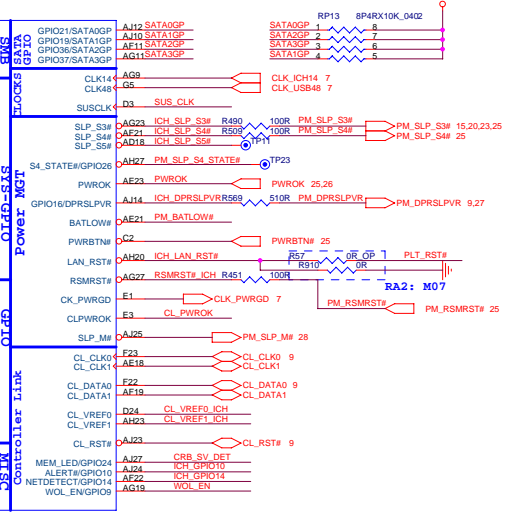 RP13 8P4RX10K_0402
GPIO21/SATA0GP AJ12 SATA0GP SATA0GP 1 8
GPIO19/SATA1GP AJ10 SATA1GP SATA1GP 2 7
GPIO36/SATA2GP AF11 SATA2GP SATA2GP 3 6
GPIO37/SATA3GP AG11 SATA3GP SATA3GP 4 5
SMB
SATA
GPIO
CLK14 AG9 CLK_ICH14 7
CLK48 G5 CLK_USB48 7
CLOCKS
SUSCLK D3 SUS_CLK
SLP_S3# AG23 ICH_SLP_S3# R490 100R PM_SLP_S3# PM_SLP_S3# 15,20,23,25
SLP_S4# AF21 ICH_SLP_S4# R509 100R PM_SLP_S4# PM_SLP_S4# 25
SLP_S5# AD18 ICH_SLP_S5# TP11
S4_STATE#/GPIO26 AH27 PM_SLP_S4_STATE# TP23
SYS-GPIO
Power MGT
PWROK AE23 PWROK PWROK 25,26
GPIO16/DPRSLPVR AJ14 ICH_DPRSLPVR R569 510R PM_DPRSLPVR PM_DPRSLPVR 9,27
BATLOW# AE21 PM_BATLOW#
PWRBTN# C2 PWRBTN# 25
LAN_RST# AH20 ICH_LAN_RST# R57 0R_OP PLT_RST#
R910 0R
RSMRST# AG27 RSMRST#_ICH R451 100R RA2: M07
CK_PWRGD E1 CLK_PWRGD 7
PM_RSMRST# PM_RSMRST# 25
CLPWROK E3 CL_PWROK
GPIO
SLP_M# AJ25 PM_SLP_M# 28
CL_CLK0 F23 CL_CLK0 9
CL_CLK1 AE18 CL_CLK1
CL_DATA0 F22 CL_DATA0 9
CL_DATA1 AF19 CL_DATA1
Controller Link
CL_VREF0 D24 CL_VREF0_ICH
CL_VREF1 AH23 CL_VREF1_ICH
CL_RST# AJ23 CL_RST# 9
MISC
MEM_LED/GPIO24 AJ27 CRB_SV_DET
ALERT#/GPIO10 AJ24 ICH_GPIO10
NETDETECT/GPIO14 AF22 ICH_GPIO14
WOL_EN/GPIO9 AG19 WOL_EN